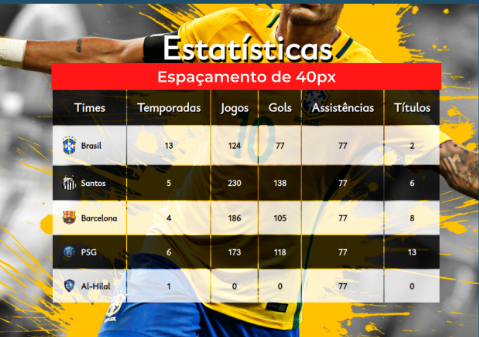 Estatísticas
Espaçamento de 40px
Times Temporadas Jogos Gols Assistências Títulos
Brasil 13 124 77 77 2
Santos 5 230 138 77 6
Barcelona 4 186 105 77 8
PSG 6 173 118 77 13
Al-Hilal 1 0 0 77 0
10